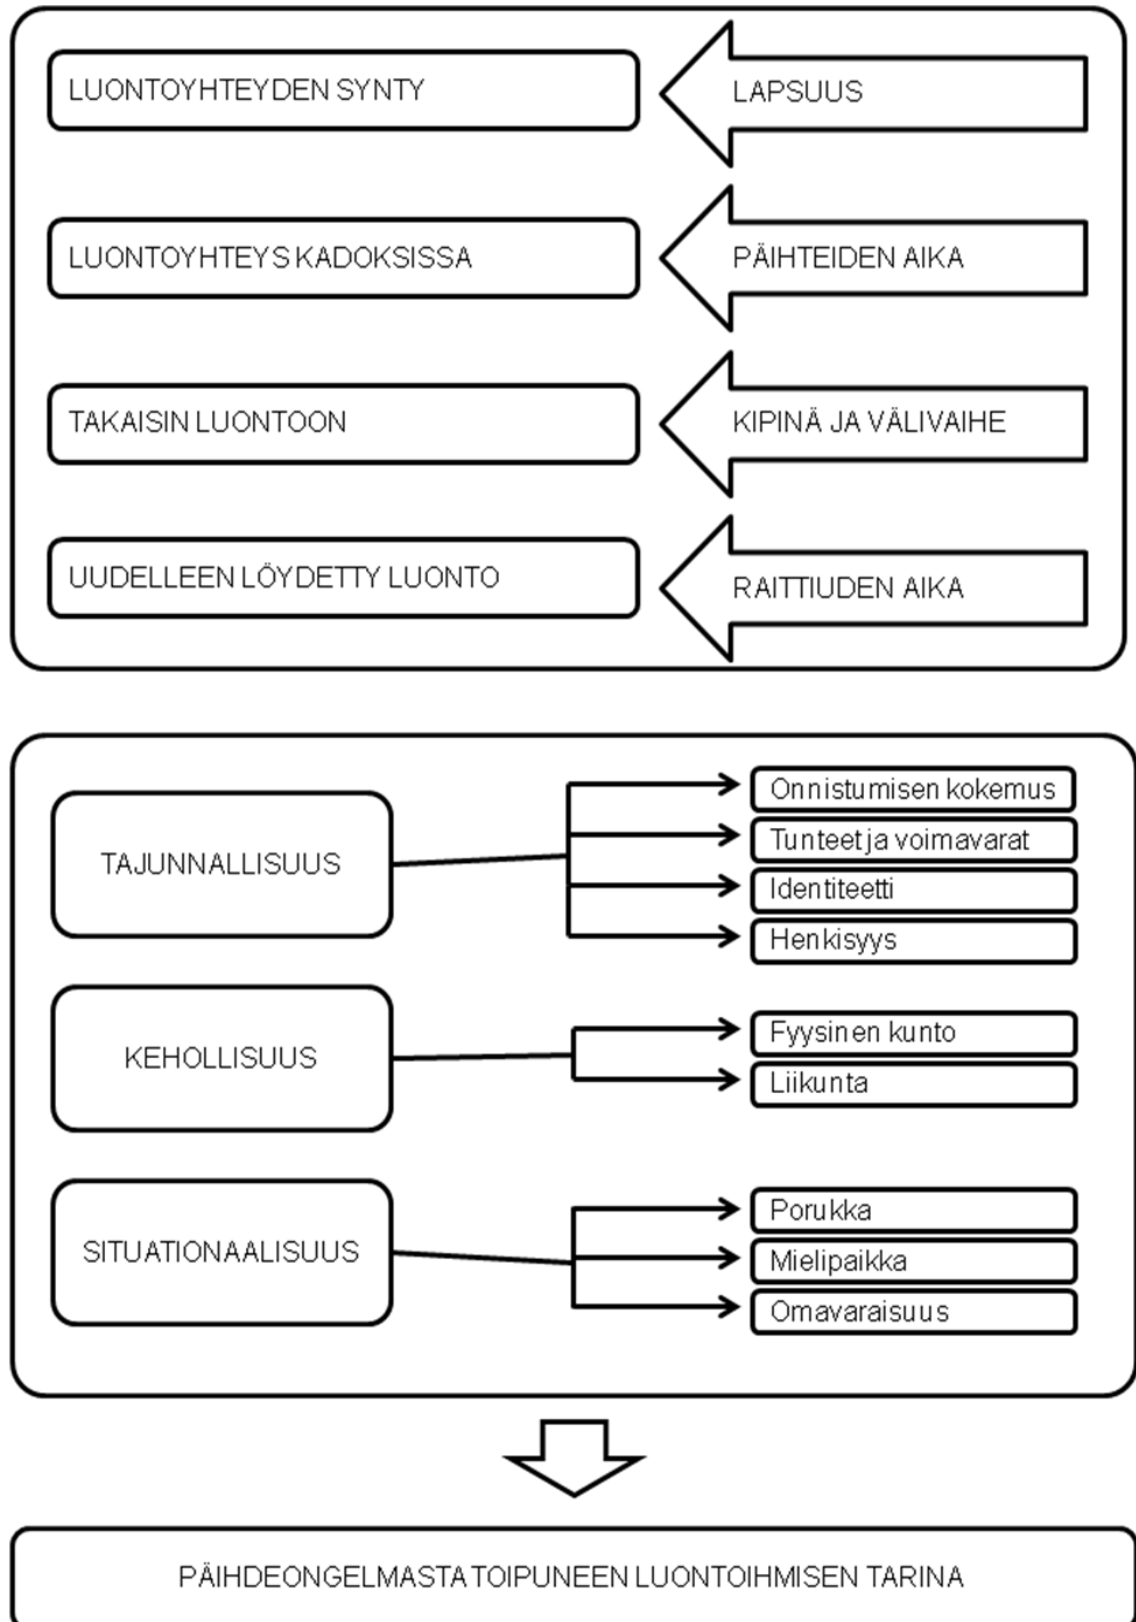 LUONTOYHTEYDEN SYNTY
LAPSUUS
LUONTOYHTEYS KADOKSISSA
PÄIHTEIDEN AIKA
TAKAISIN LUONTOON
KIPINÄ JA VÄLIVAIHE
UUDELLEEN LÖYDETTY LUONTO
RAITTIUDEN AIKA
TAJUNNALLISUUS
Onnistumisen kokemus
Tunteet ja voimavarat
Identiteetti
Henkisyys
KEHOLLISUUS
Fyysinen kunto
Liikunta
SITUATIONAALISUUS
Porukka
Mielipaikka
Omavaraisuus
PÄIHDEONGELMASTA TOIPUNEEN LUONTOIHMISEN TARINA